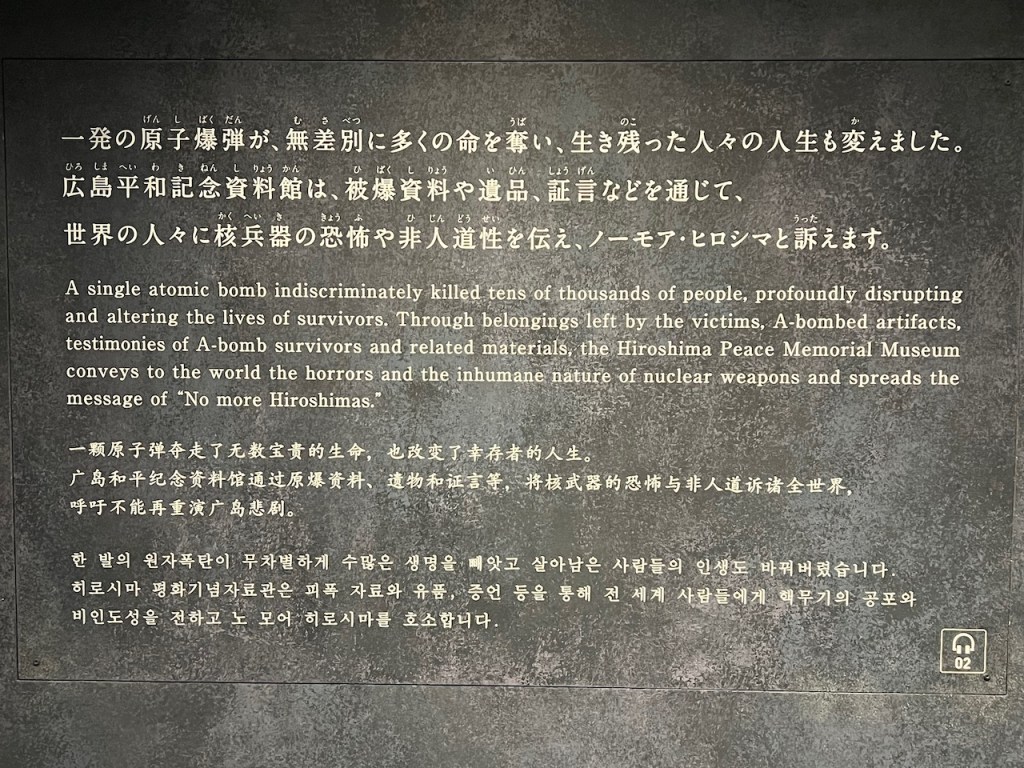 一発の原子爆弾が、無差別に多くの命を奪い、生き残った人々の人生も変えました。
広島平和記念資料館は、被爆資料や遺品、証言などを通じて、
世界の人々に核兵器の恐怖や非人道性を伝え、ノーモア・ヒロシマと訴えます。
A single atomic bomb indiscriminately killed tens of thousands of people, profoundly disrupting
and altering the lives of survivors. Through belongings left by the victims, A-bombed artifacts,
testimonies of A-bomb survivors and related materials, the Hiroshima Peace Memorial Museum
conveys to the world the horrors and the inhumane nature of nuclear weapons and spreads the
message of “No more Hiroshimas.”
一颗原子弹夺走了无数宝贵的生命，也改变了幸存者的人生。
广岛和平纪念资料馆通过原爆资料、遗物和证言等，将核武器的恐怖与非人道诉诸全世界，
呼吁不能再重演广岛悲剧。
한 발의 원자폭탄이 무차별하게 수많은 생명을 빼앗고 살아남은 사람들의 인생도 바꿔버렸습니다.
히로시마 평화기념자료관은 피폭 자료와 유품, 증언 등을 통해 전 세계 사람들에게 핵무기의 공포와
비인도성을 전하고 노 모어 히로시마를 호소합니다.
02